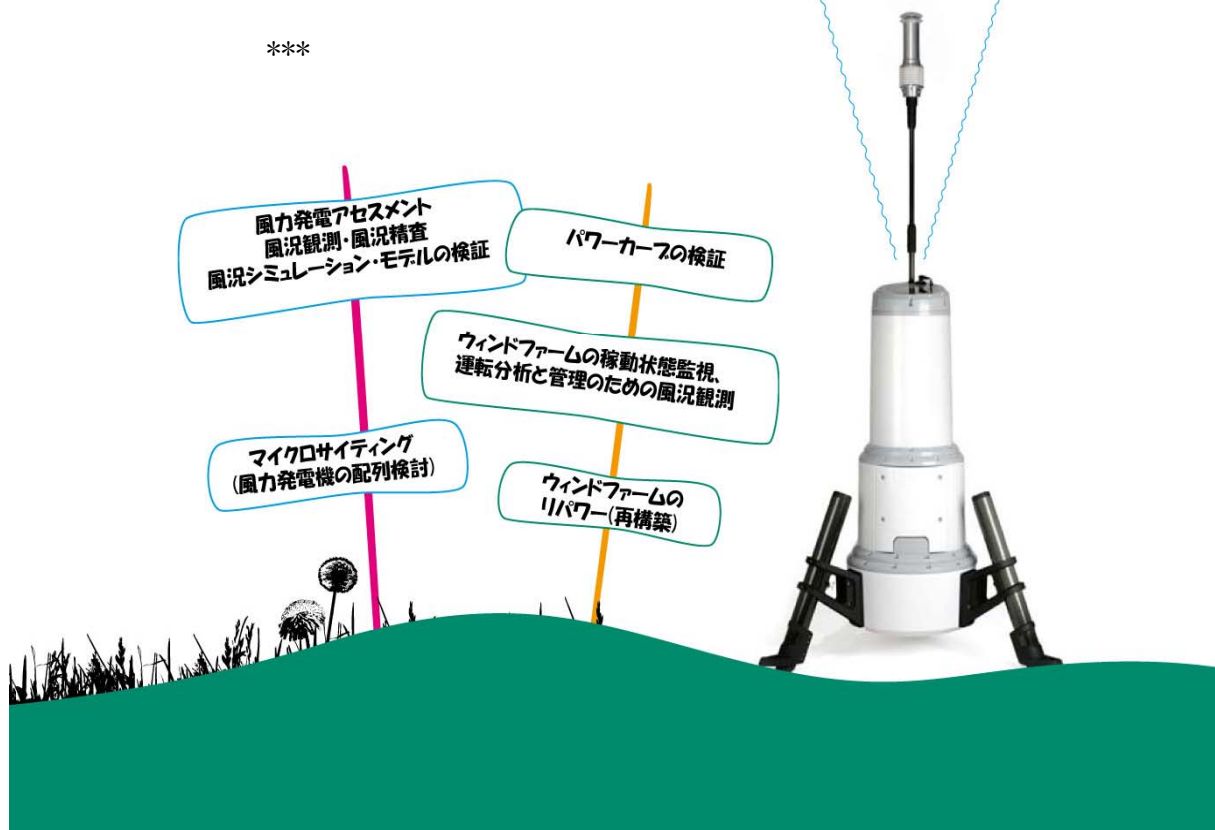 ***
風力発電アセスメント
風況観測・風況精査
風況シミュレーション・モデルの検証
パワーカーブの検証
ウィンドファームの稼動状態監視、
運転分析と管理のための風況観測
マイクロサイティング
(風力発電機の配列検討)
ウィンドファームの
リパワー(再構築)